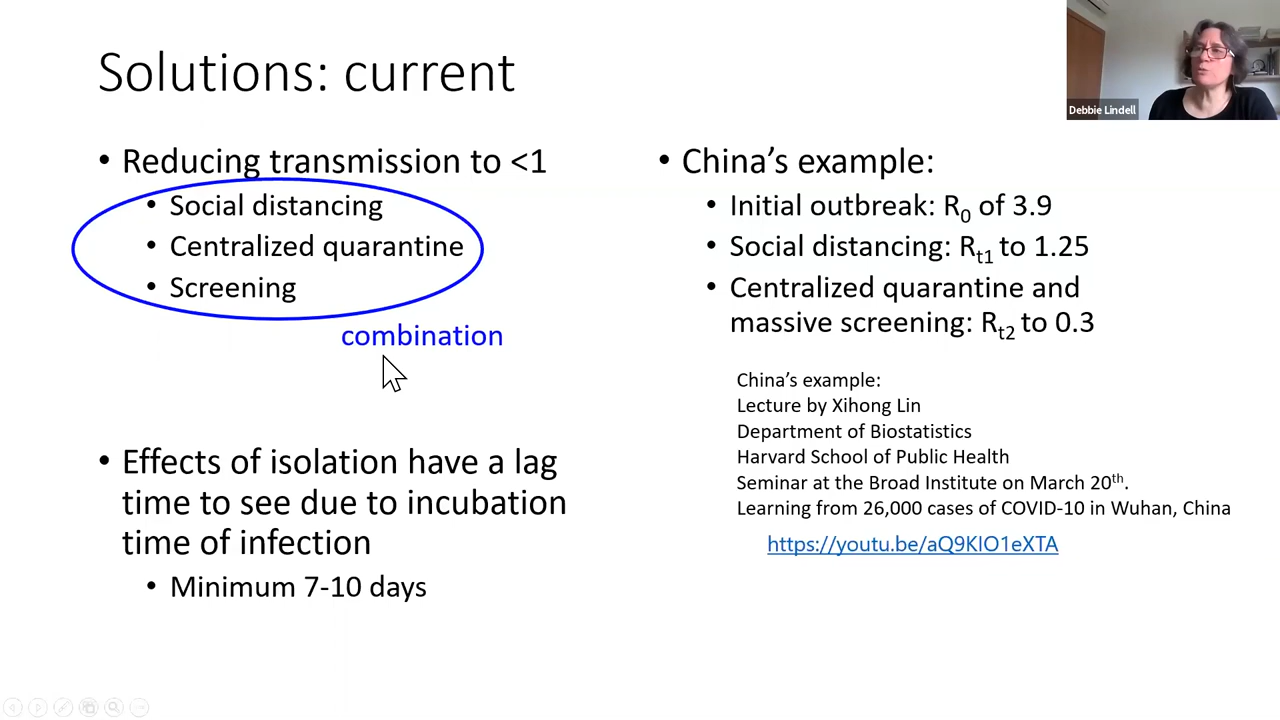 Solutions: current
Debbie Lindell
• Reducing transmission to <1
• Social distancing
• Centralized quarantine
• Screening
combination
• Effects of isolation have a lag
time to see due to incubation
time of infection
• Minimum 7-10 days
• China’s example:
• Initial outbreak: R0 of 3.9
• Social distancing: Rt1 to 1.25
• Centralized quarantine and
massive screening: Rt2 to 0.3
China’s example:
Lecture by Xihong Lin
Department of Biostatistics
Harvard School of Public Health
Seminar at the Broad Institute on March 20th.
Learning from 26,000 cases of COVID-10 in Wuhan, China
https://youtu.be/aQ9KIO1eXTA